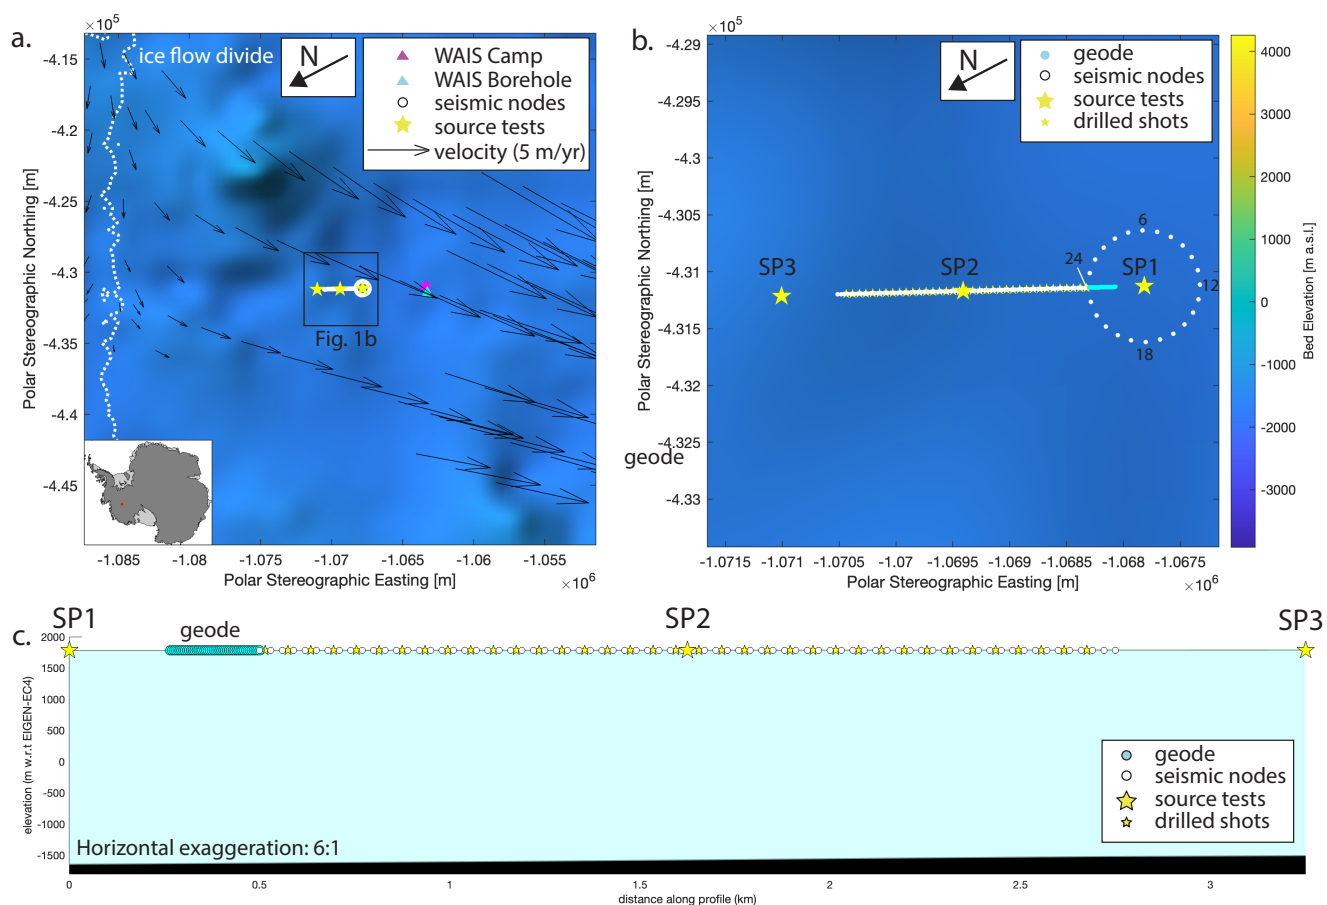 a.
×10⁵
-4.15
-4.2
-4.25
-4.3
-4.35
-4.4
-4.45
Polar Stereographic Northing [m]
ice flow divide
N
WAIS Camp
WAIS Borehole
seismic nodes
source tests
velocity (5 m/yr)
Fig. 1b
-1.085
-1.08
-1.075
-1.07
-1.065
-1.06
-1.055
Polar Stereographic Easting [m]
×10⁶
b.
×10⁵
-4.29
-4.295
-4.3
-4.305
-4.31
-4.315
-4.32
-4.325
-4.33
Polar Stereographic Northing [m]
geode
N
geode
seismic nodes
source tests
drilled shots
SP3
SP2
SP1
24
6
12
18
-1.0715
-1.071
-1.0705
-1.07
-1.0695
-1.069
-1.0685
-1.068
-1.0675
Polar Stereographic Easting [m]
×10⁶
4000
3000
2000
1000
0
-1000
-2000
-3000
Bed Elevation [m a.s.l.]
c.
SP1
geode
SP2
SP3
2000
1500
1000
500
0
-500
-1000
-1500
elevation (m w.r.t EIGEN-EC4)
Horizontal exaggeration: 6:1
geode
seismic nodes
source tests
drilled shots
0
0.5
1
1.5
2
2.5
3
distance along profile (km)